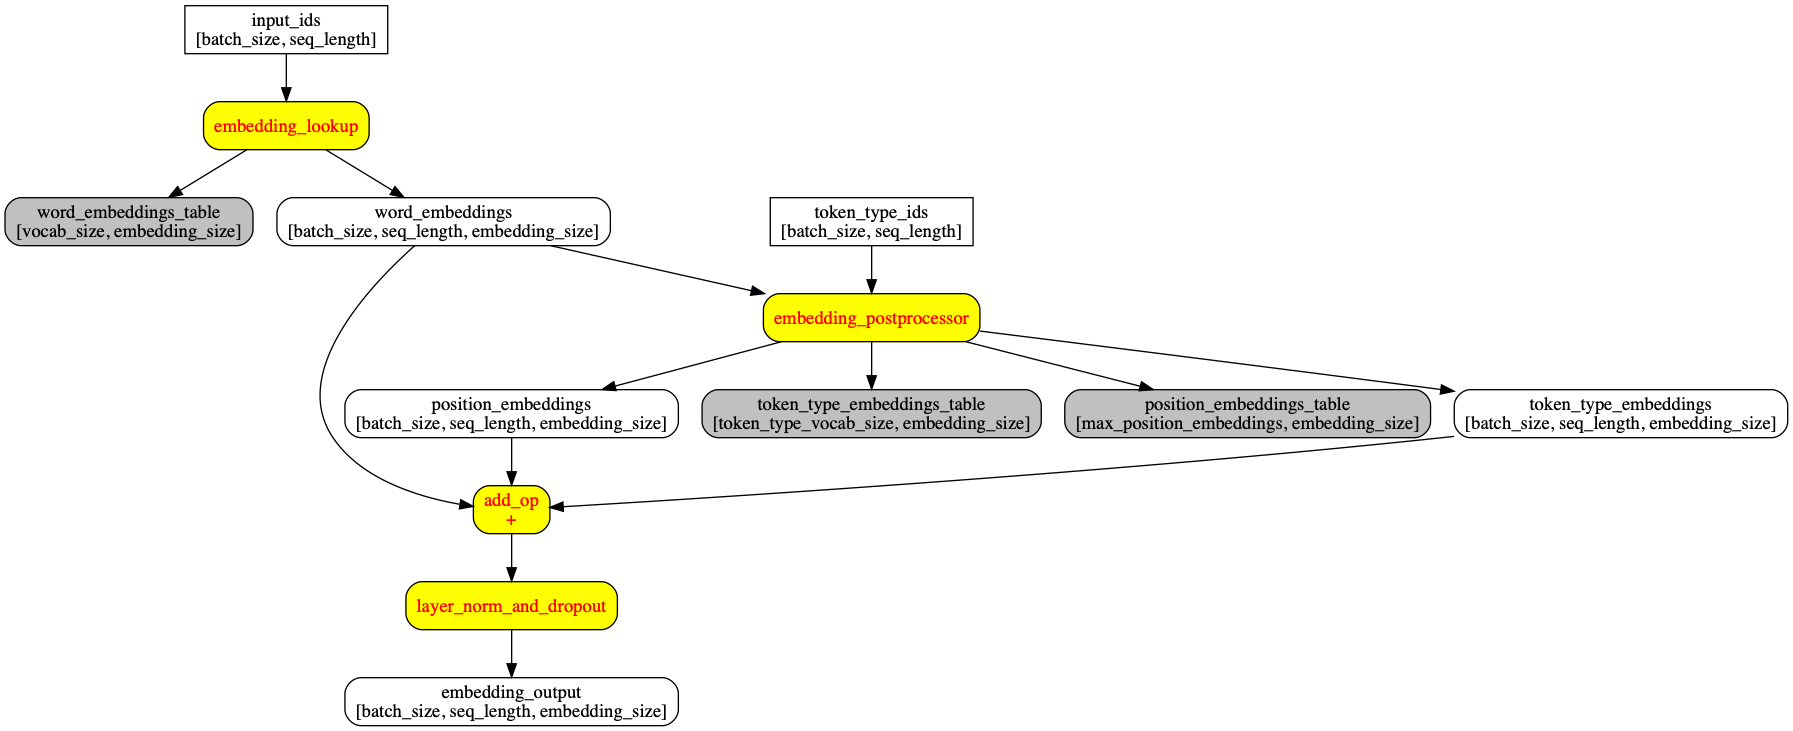 input_ids
[batch_size, seq_length]
embedding_lookup
word_embeddings_table
[vocab_size, embedding_size]
word_embeddings
[batch_size, seq_length, embedding_size]
token_type_ids
[batch_size, seq_length]
embedding_postprocessor
position_embeddings
[batch_size, seq_length, embedding_size]
token_type_embeddings_table
[token_type_vocab_size, embedding_size]
position_embeddings_table
[max_position_embeddings, embedding_size]
token_type_embeddings
[batch_size, seq_length, embedding_size]
add_op
+
layer_norm_and_dropout
embedding_output
[batch_size, seq_length, embedding_size]